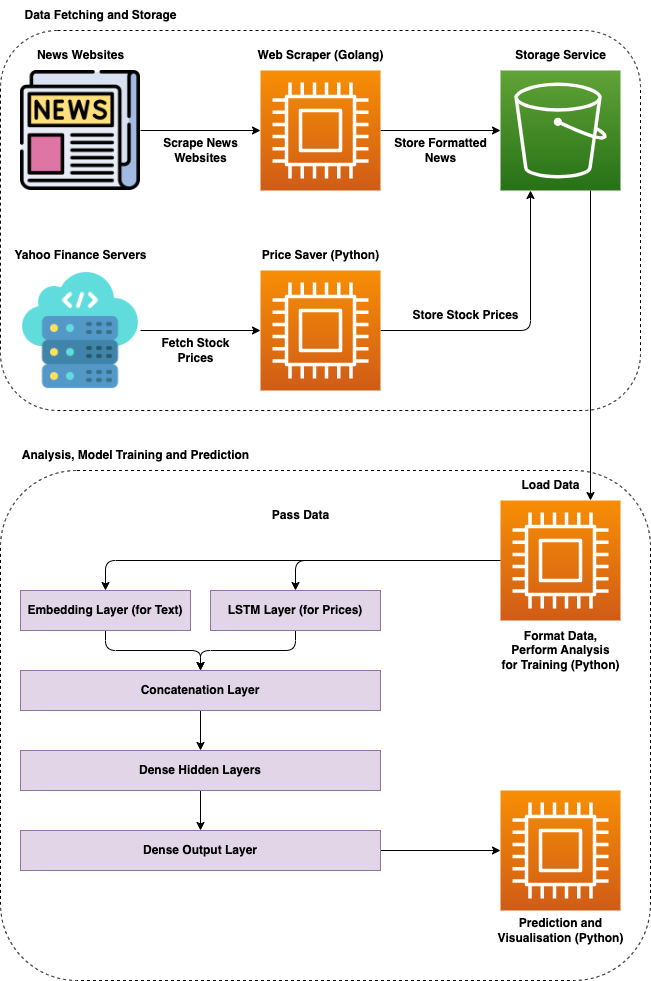 Data Fetching and Storage
News Websites
Web Scraper (Golang)
Storage Service
NEWS
Scrape News
Websites
Store Formatted
News
Yahoo Finance Servers
Price Saver (Python)
</>
Fetch Stock
Prices
Store Stock Prices
Analysis, Model Training and Prediction
Load Data
Pass Data
Embedding Layer (for Text)
LSTM Layer (for Prices)
Format Data,
Perform Analysis
for Training (Python)
Concatenation Layer
Dense Hidden Layers
Dense Output Layer
Prediction and
Visualisation (Python)